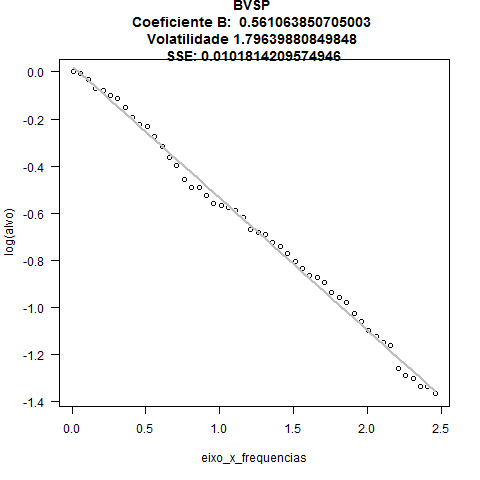 BVSP
Coeficiente B:  0.561063850705003
Volatilidade 1.79639880849848
SSE: 0.0101814209574946
0.0
-0.2
-0.4
-0.6
-0.8
-1.0
-1.2
-1.4
log(alvo)
0.0 0.5 1.0 1.5 2.0 2.5
eixo_x_frequencias